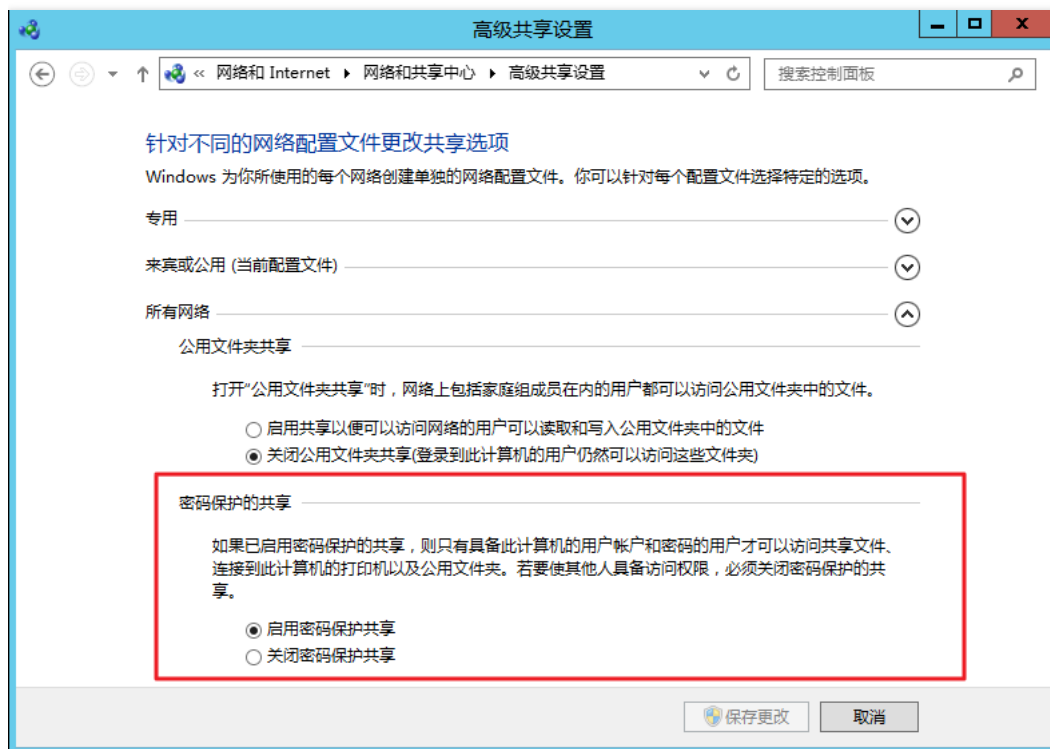 高级共享设置
« 网络和 Internet ▸ 网络和共享中心 ▸ 高级共享设置
搜索控制面板
针对不同的网络配置文件更改共享选项
Windows 为你所使用的每个网络创建单独的网络配置文件。你可以针对每个配置文件选择特定的选项。
专用
来宾或公用 (当前配置文件)
所有网络
公用文件夹共享
打开“公用文件夹共享”时，网络上包括家庭组成员在内的用户都可以访问公用文件夹中的文件。
启用共享以便可以访问网络的用户可以读取和写入公用文件夹中的文件
关闭公用文件夹共享(登录到此计算机的用户仍然可以访问这些文件夹)
密码保护的共享
如果已启用密码保护的共享，则只有具备此计算机的用户帐户和密码的用户才可以访问共享文件、
连接到此计算机的打印机以及公用文件夹。若要使其他人具备访问权限，必须关闭密码保护的共
享。
启用密码保护共享
关闭密码保护共享
保存更改
取消